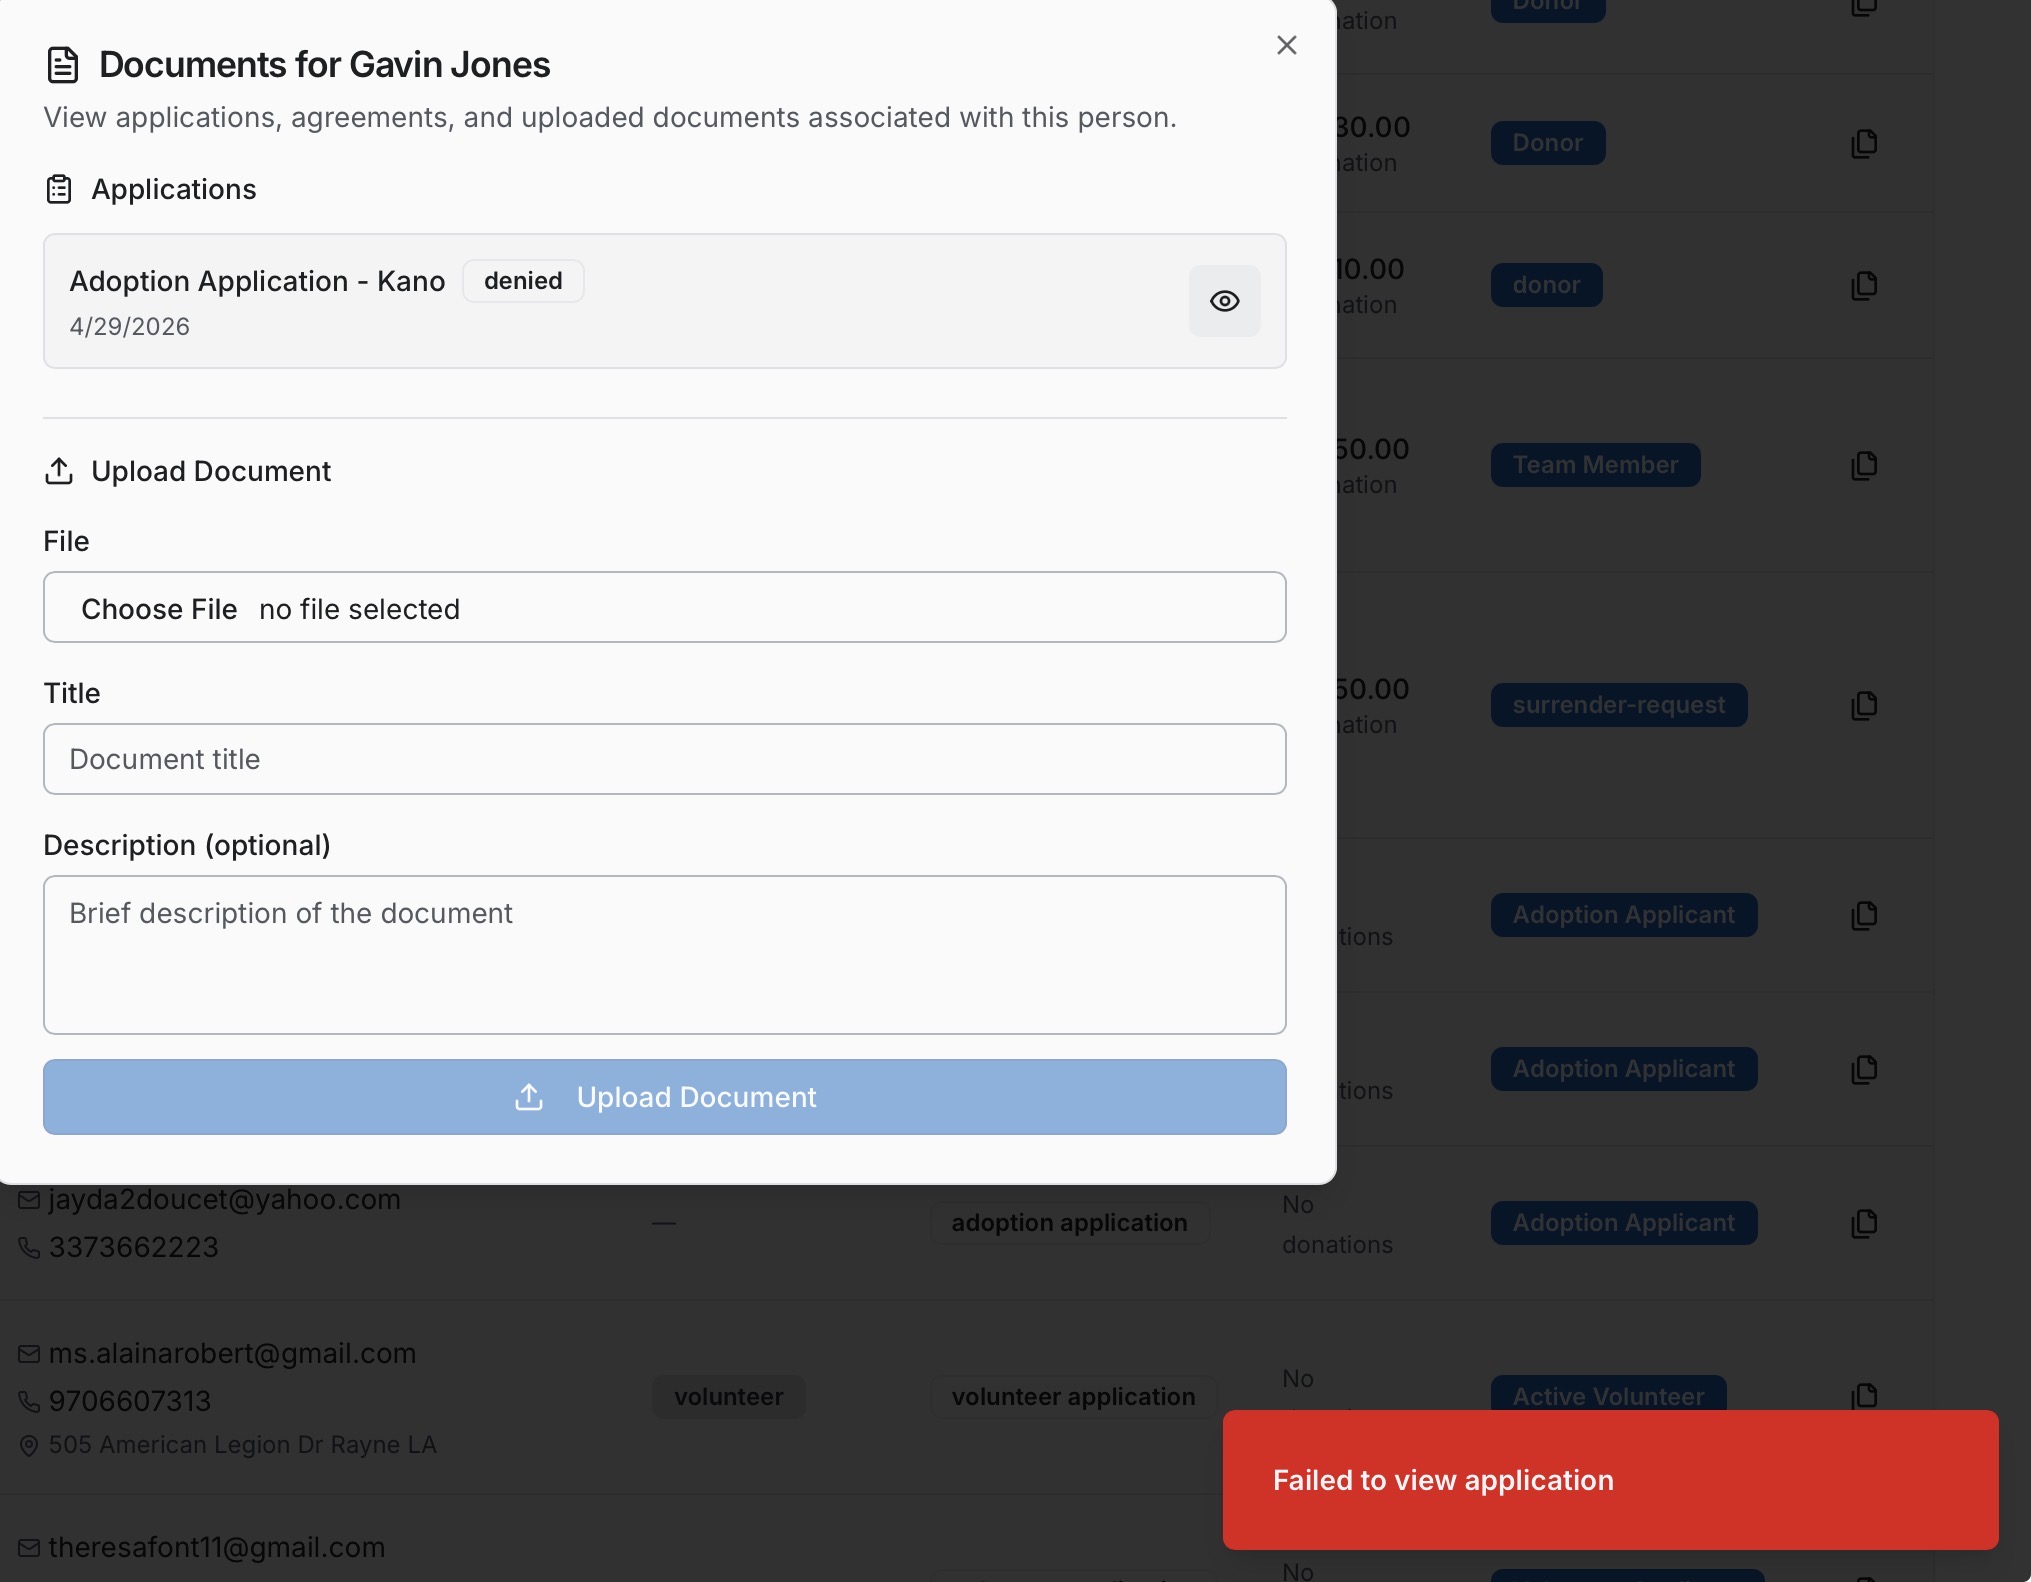 Documents for Gavin Jones
View applications, agreements, and uploaded documents associated with this person.
Applications
Adoption Application - Kano
denied
4/29/2026
Upload Document
File
Choose File no file selected
Title
Document title
Description (optional)
Brief description of the document
Upload Document
Donor
30.00
Donor
10.00
donor
50.00
Team Member
50.00
surrender-request
Adoption Applicant
Adoption Applicant
jayda2doucet@yahoo.com
3373662223
—
adoption application
No
donations
Adoption Applicant
ms.alainarobert@gmail.com
9706607313
505 American Legion Dr Rayne LA
volunteer
volunteer application
No
Active Volunteer
Failed to view application
theresafont11@gmail.com
No